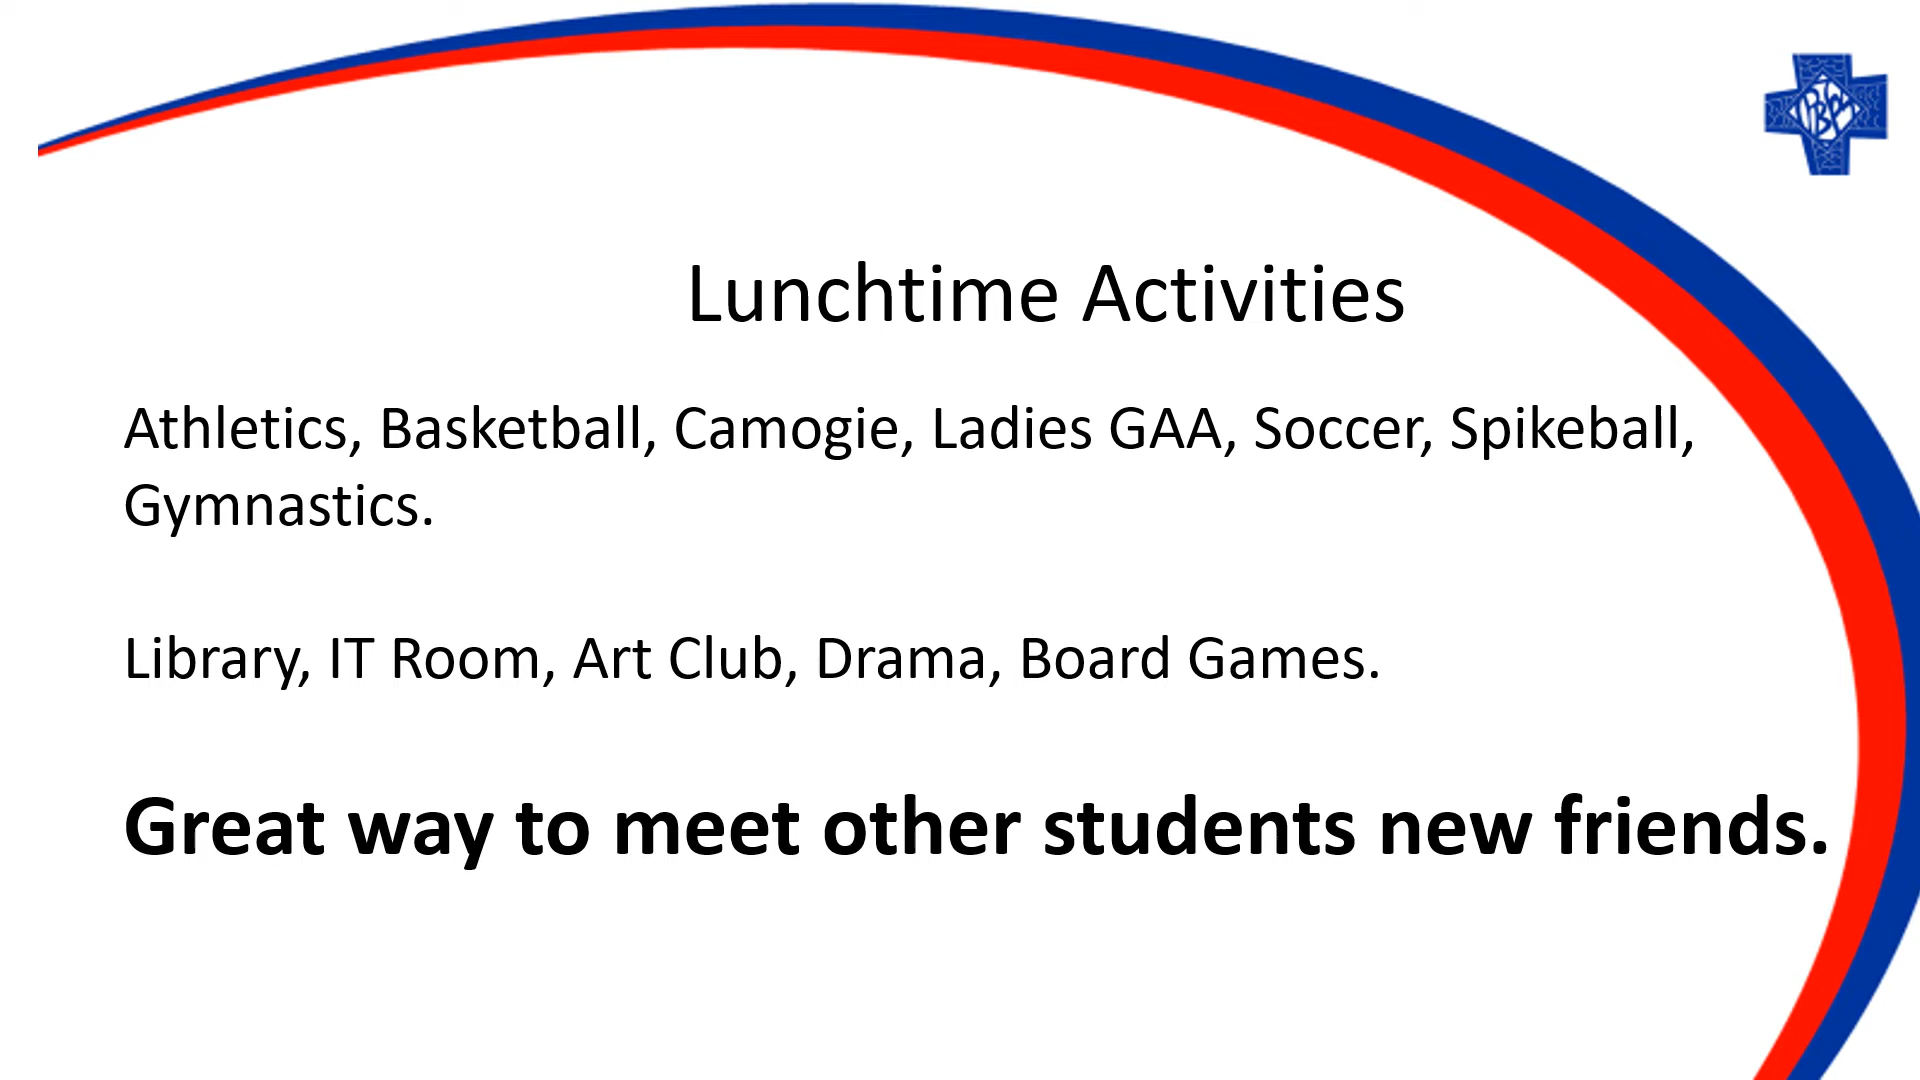 Lunchtime Activities
Athletics, Basketball, Camogie, Ladies GAA, Soccer, Spikeball,
Gymnastics.
Library, IT Room, Art Club, Drama, Board Games.
Great way to meet other students new friends.